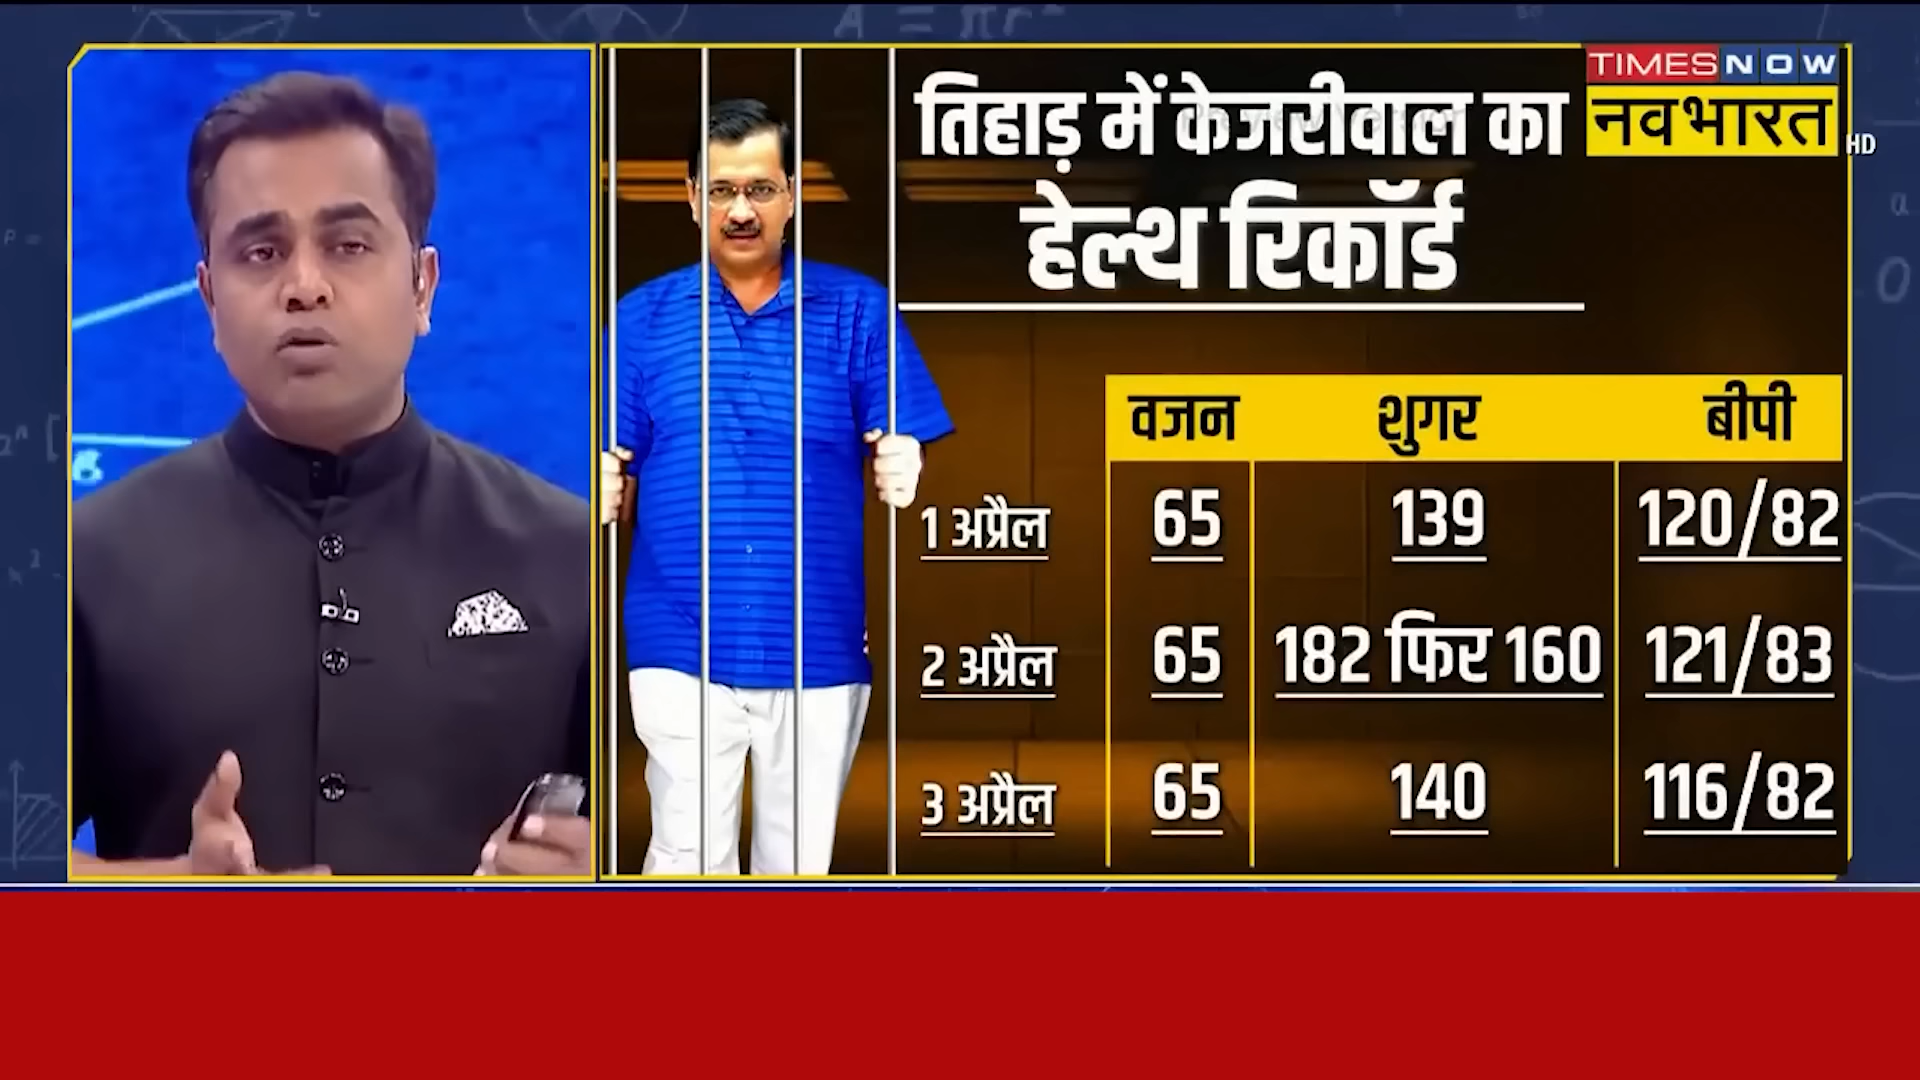 A = πr²
TIMES NOW
नवभारत
HD
तिहाड़ में केजरीवाल का
हेल्थ रिकॉर्ड
वजन शुगर बीपी
1 अप्रैल 65 139 120/82
2 अप्रैल 65 182 फिर 160 121/83
3 अप्रैल 65 140 116/82